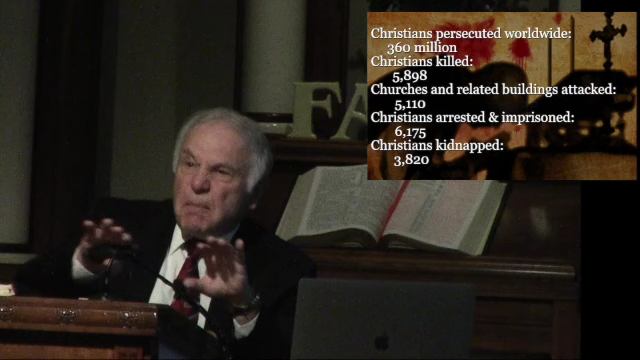 Christians persecuted worldwide:
360 million
Christians killed:
5,898
Churches and related buildings attacked:
5,110
Christians arrested & imprisoned:
6,175
Christians kidnapped:
3,820
FA